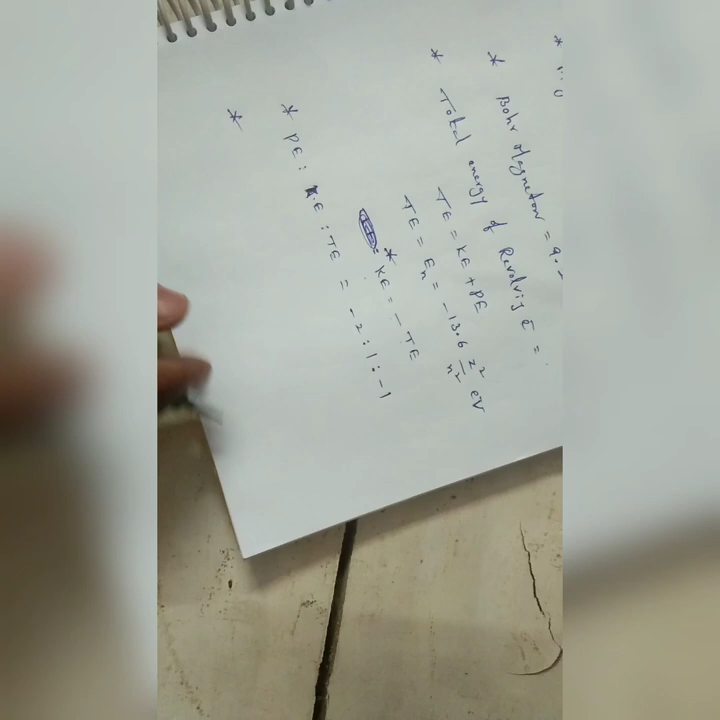 * Bohr Magneton = 9.
* Total energy of Revolving e =
TE = KE + PE
TE = En = -13.6 z²/n² eV
* KE = - TE
* PE : K.E : TE = -2 : 1 : -1
*